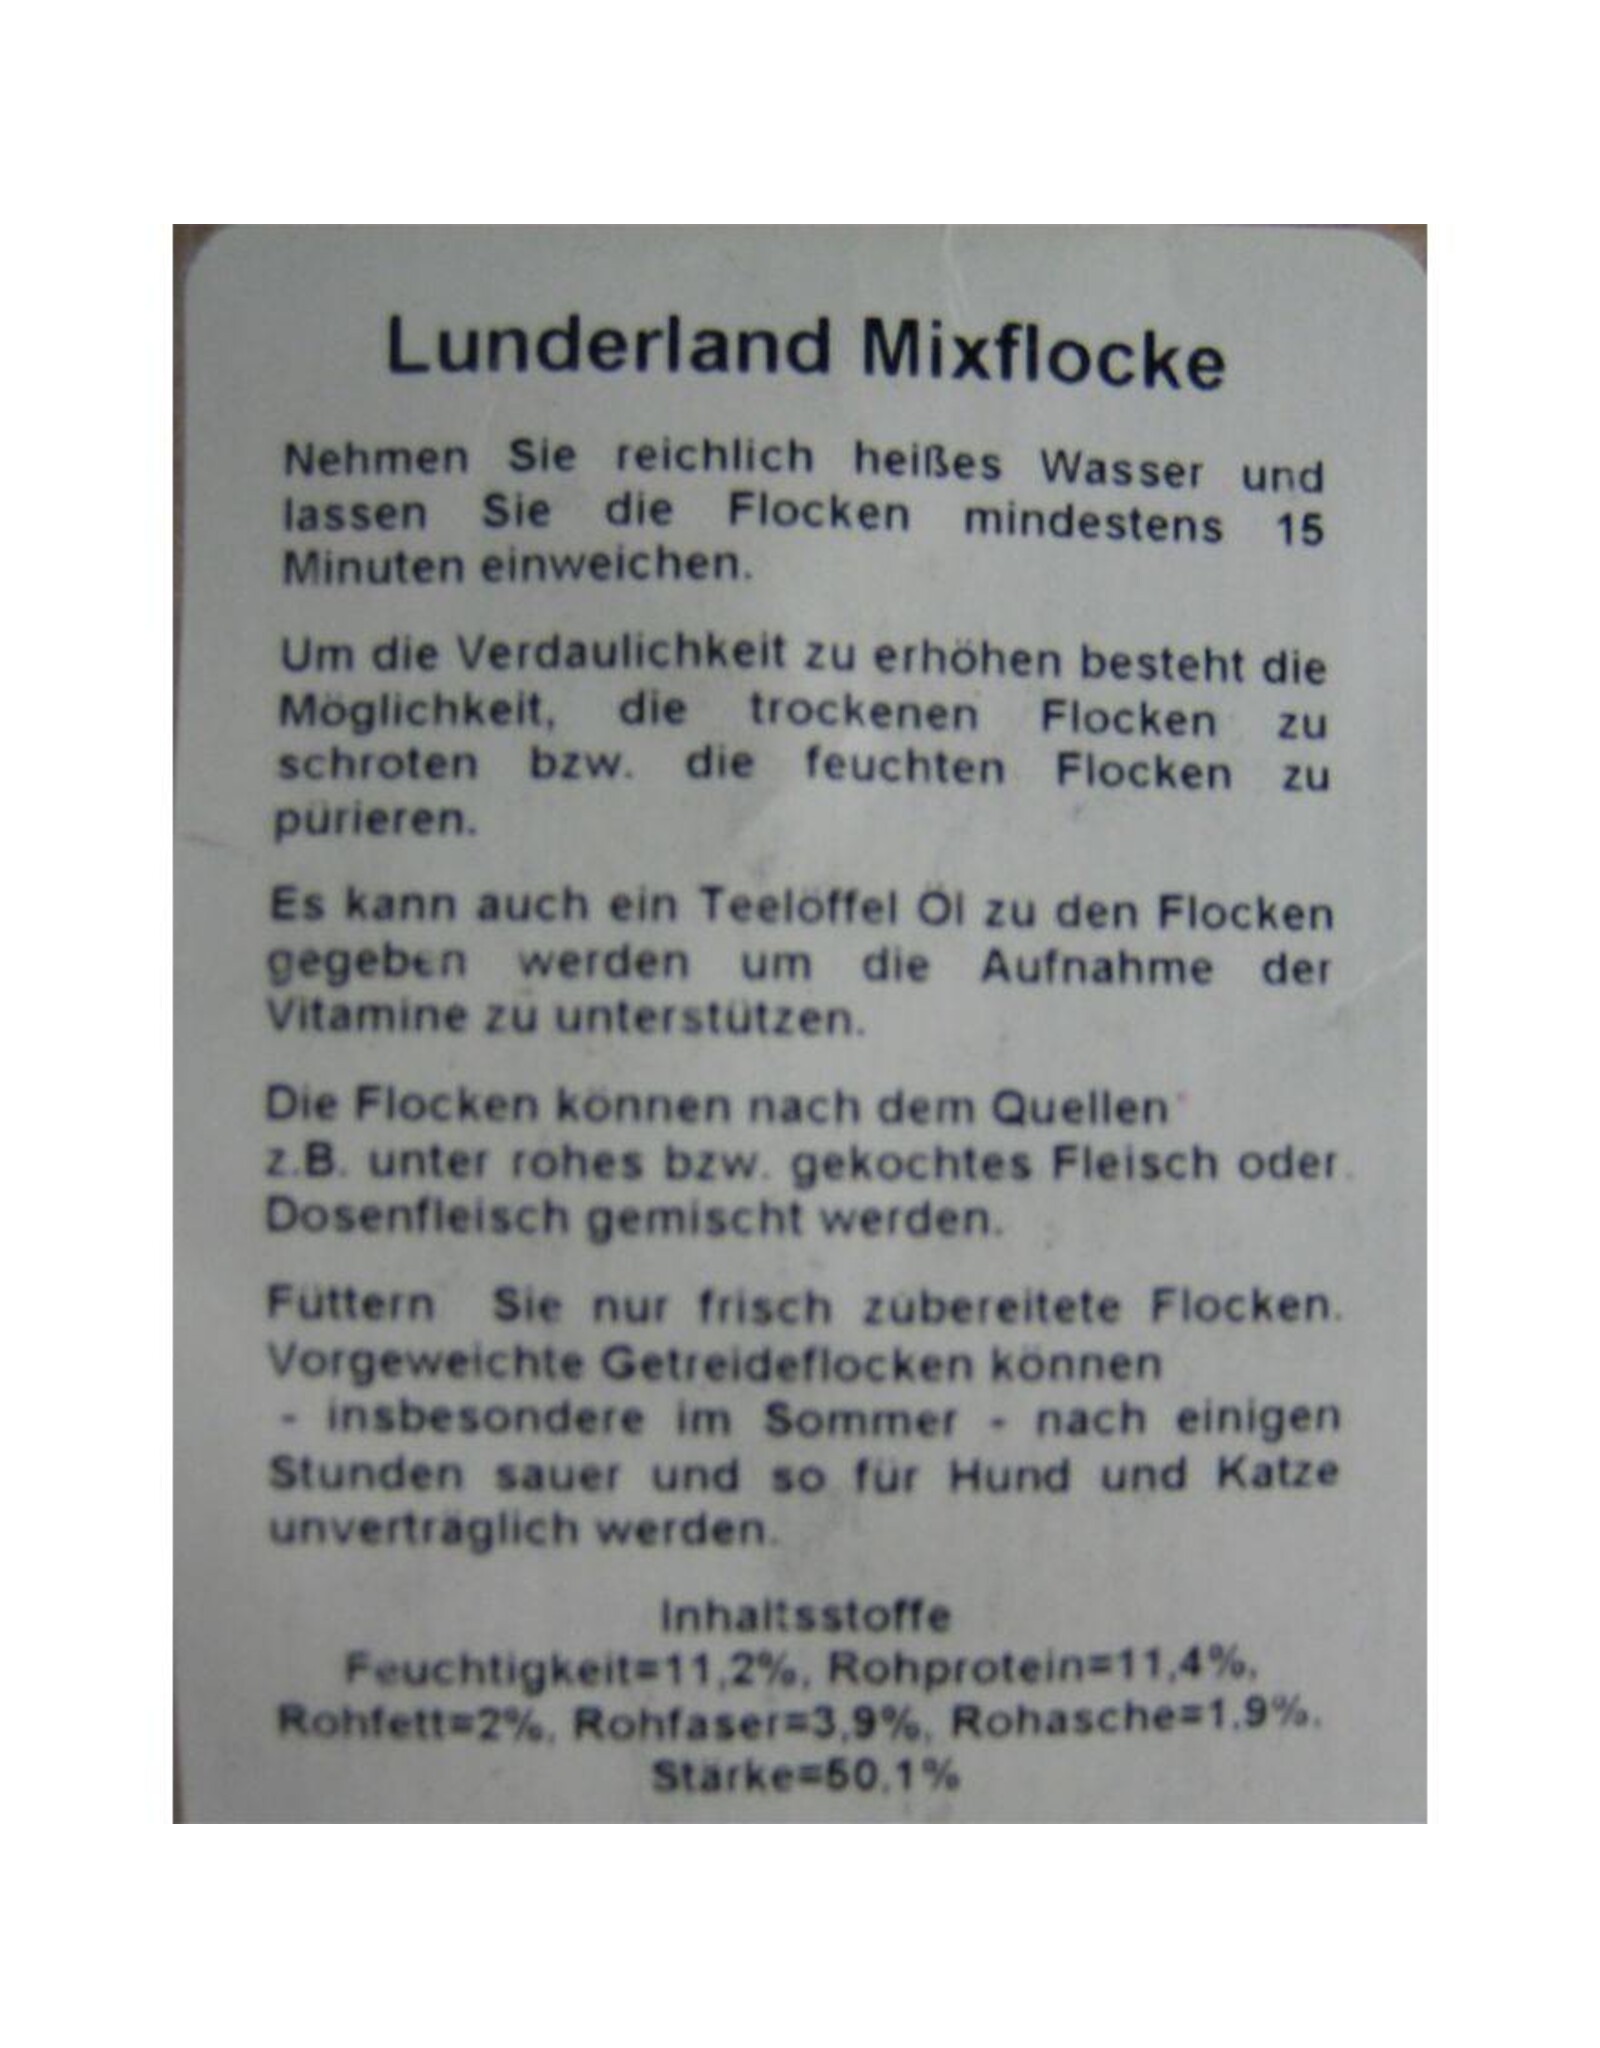 Lunderland Mixflocke
Nehmen Sie reichlich heißes Wasser und
lassen Sie die Flocken mindestens 15
Minuten einweichen.
Um die Verdaulichkeit zu erhöhen besteht die
Möglichkeit, die trockenen Flocken zu
schroten bzw. die feuchten Flocken zu
pürieren.
Es kann auch ein Teelöffel Öl zu den Flocken
gegeben werden um die Aufnahme der
Vitamine zu unterstützen.
Die Flocken können nach dem Quellen
z.B. unter rohes bzw. gekochtes Fleisch oder
Dosenfleisch gemischt werden.
Füttern Sie nur frisch zubereitete Flocken.
Vorgeweichte Getreideflocken können
- insbesondere im Sommer - nach einigen
Stunden sauer und so für Hund und Katze
unverträglich werden.
Inhaltsstoffe
Feuchtigkeit=11,2%, Rohprotein=11,4%,
Rohfett=2%, Rohfaser=3,9%, Rohasche=1,9%,
Stärke=50,1%